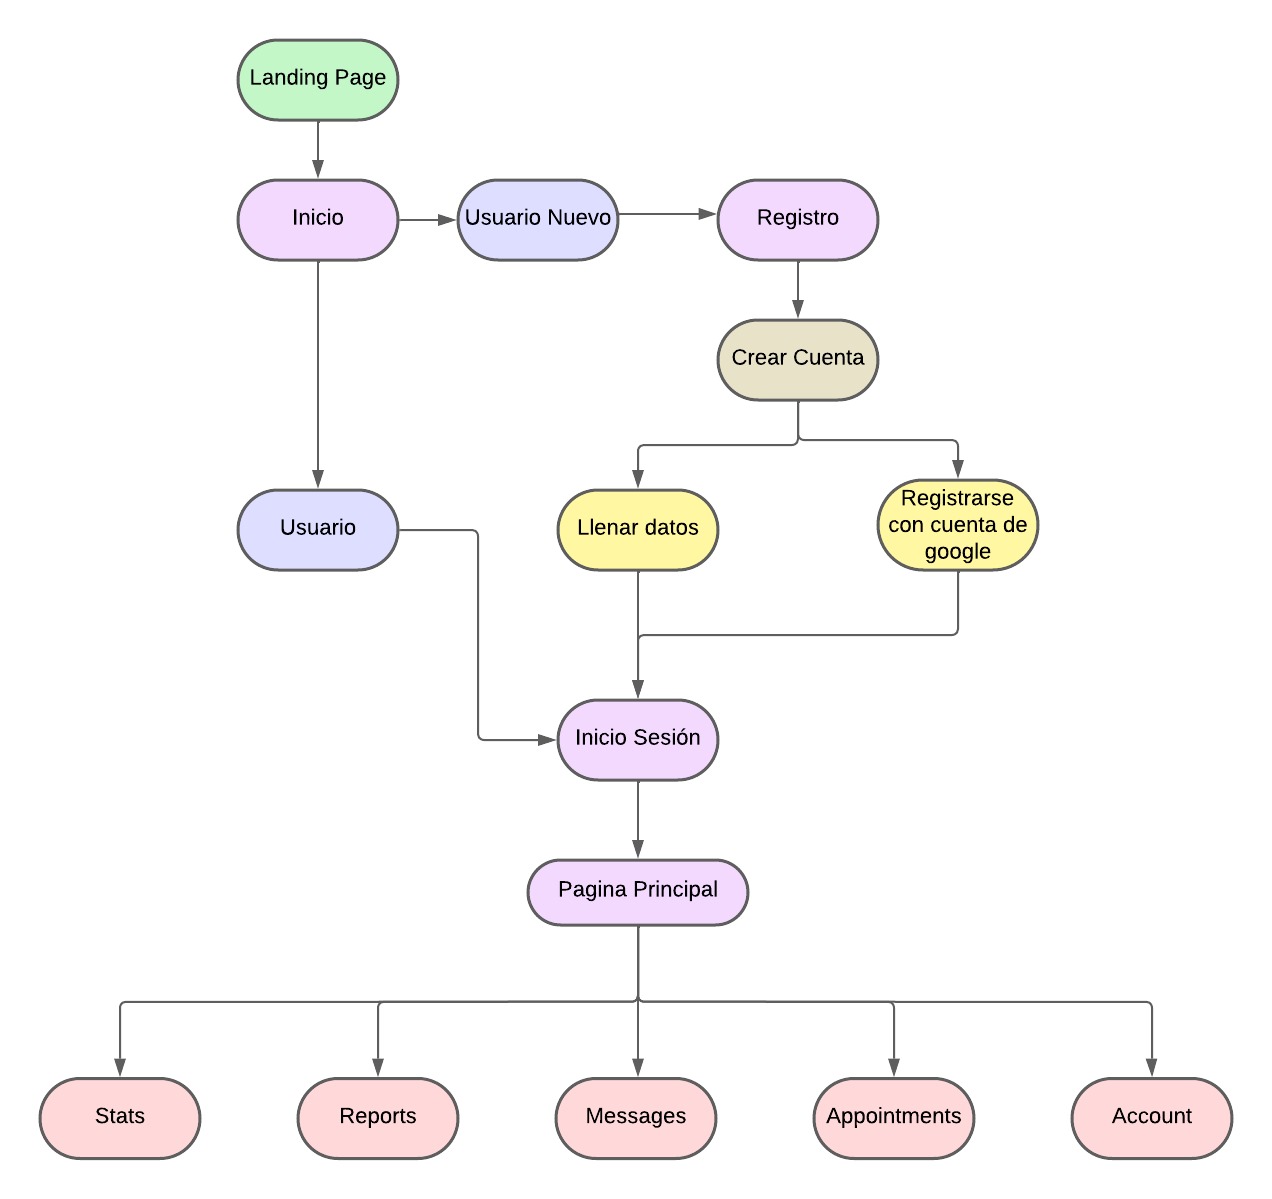 Landing Page
Inicio
Usuario Nuevo
Registro
Crear Cuenta
Usuario
Llenar datos
Registrarse
con cuenta de
google
Inicio Sesión
Pagina Principal
Stats
Reports
Messages
Appointments
Account